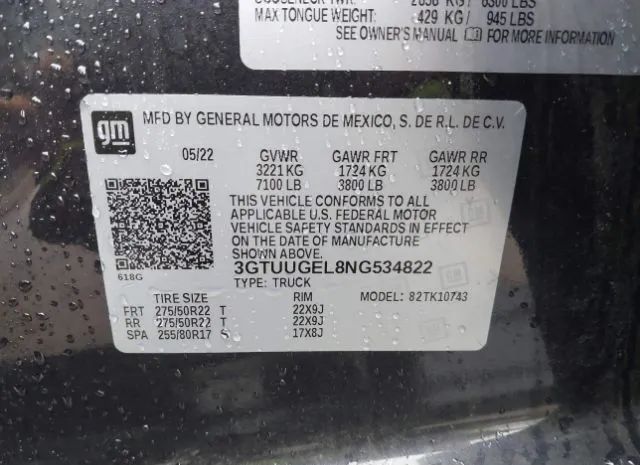 2858 KG / 6300 LBS
MAX TONGUE WEIGHT: 429 KG / 945 LBS
SEE OWNER'S MANUAL FOR MORE INFORMATION
gm
MFD BY GENERAL MOTORS DE MEXICO, S. DE R.L. DE C.V.
05/22 GVWR GAWR FRT GAWR RR
3221 KG 1724 KG 1724 KG
7100 LB 3800 LB 3800 LB
THIS VEHICLE CONFORMS TO ALL
APPLICABLE U.S. FEDERAL MOTOR
VEHICLE SAFETY STANDARDS IN EFFECT
ON THE DATE OF MANUFACTURE
SHOWN ABOVE.
3GTUUGEL8NG534822
618G
TYPE: TRUCK
TIRE SIZE RIM MODEL: 82TK10743
FRT 275/50R22 T 22X9J
RR 275/50R22 T 22X9J
SPA 255/80R17 S 17X8J